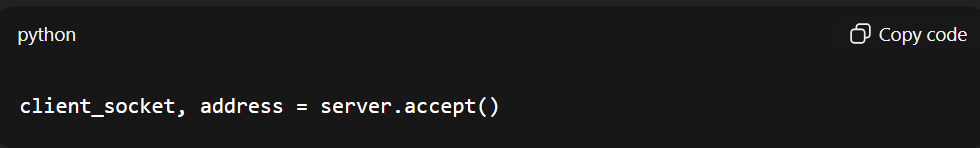 python
Copy code
client_socket, address = server.accept()